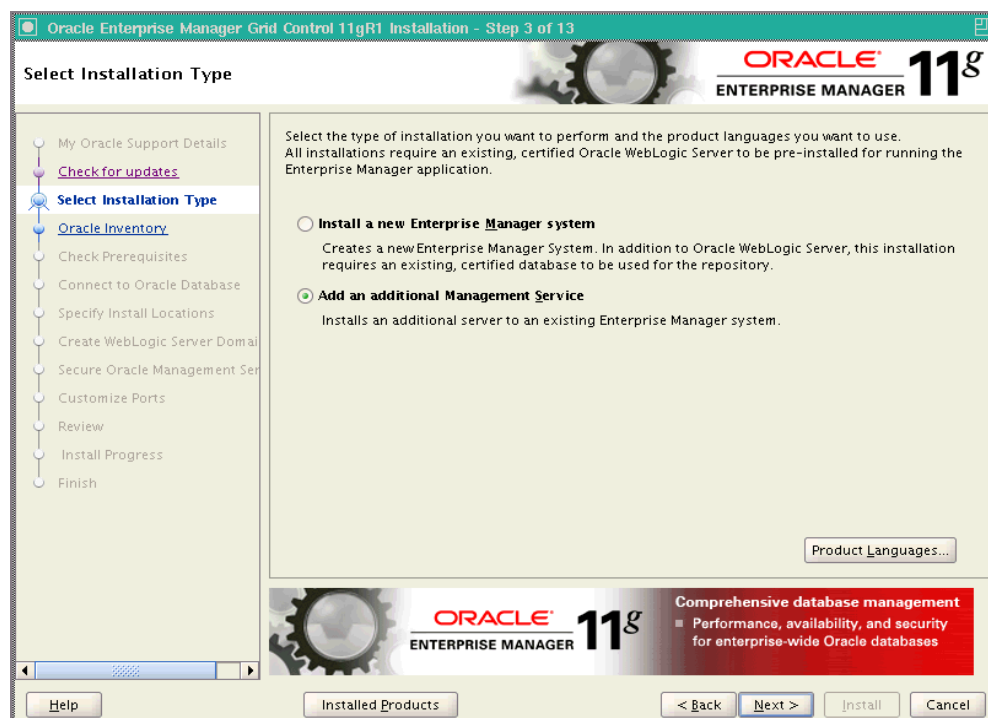 Oracle Enterprise Manager Grid Control 11gR1 Installation - Step 3 of 13
Select Installation Type
ORACLE
ENTERPRISE MANAGER 11g
My Oracle Support Details
Check for updates
Select Installation Type
Oracle Inventory
Check Prerequisites
Connect to Oracle Database
Specify Install Locations
Create WebLogic Server Domai
Secure Oracle Management Ser
Customize Ports
Review
Install Progress
Finish
Select the type of installation you want to perform and the product languages you want to use.
All installations require an existing, certified Oracle WebLogic Server to be pre-installed for running the
Enterprise Manager application.
Install a new Enterprise Manager system
Creates a new Enterprise Manager System. In addition to Oracle WebLogic Server, this installation
requires an existing, certified database to be used for the repository.
Add an additional Management Service
Installs an additional server to an existing Enterprise Manager system.
Product Languages...
ORACLE
ENTERPRISE MANAGER 11g
Comprehensive database management
Performance, availability, and security
for enterprise-wide Oracle databases
Help
Installed Products
< Back
Next >
Install
Cancel